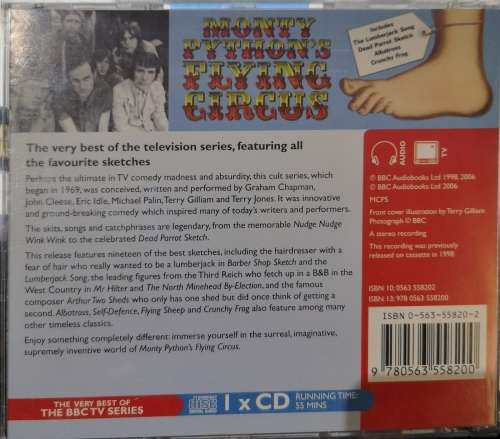 MONTY
PYTHON'S
FLYING
CIRCUS
Includes
The Lumberjack Song
Dead Parrot Sketch
Albatross
Crunchy Frog
The very best of the television series, featuring all
the favourite sketches
Perhaps the ultimate in TV comedy madness and absurdity, this cult series, which
began in 1969, was conceived, written and performed by Graham Chapman,
John Cleese, Eric Idle, Michael Palin, Terry Gilliam and Terry Jones. It was innovative
and ground-breaking comedy which inspired many of today's writers and performers.
The skits, songs and catchphrases are legendary, from the memorable Nudge Nudge
Wink Wink to the celebrated Dead Parrot Sketch.
This release features nineteen of the best sketches, including the hairdresser with a
fear of hair who really wanted to be a lumberjack in Barber Shop Sketch and the
Lumberjack Song, the leading figures from the Third Reich who fetch up in a B&B in the
West Country in Mr Hilter and The North Minehead By-Election, and the famous
composer Arthur Two Sheds who only has one shed but did once think of getting a
second. Albatross, Self-Defence, Flying Sheep and Crunchy Frog also feature among many
other timeless classics.
Enjoy something completely different: immerse yourself in the surreal, imaginative,
supremely inventive world of Monty Python's Flying Circus.
AUDIO
TV
℗ BBC Audiobooks Ltd 1998, 2006
© BBC Audiobooks Ltd 2006
MCPS
Front cover illustration by Terry Gilliam
Photograph © BBC
A stereo recording
This recording was previously
released on cassette in 1998
ISBN 10: 0563 558202
ISBN 13: 978 0563 558200
ISBN 0-563-55820-2
9 780563 558200
THE VERY BEST OF
THE BBC TV SERIES
COMPACT
disc
DIGITAL AUDIO
1 x CD
RUNNING TIME:
55 MINS